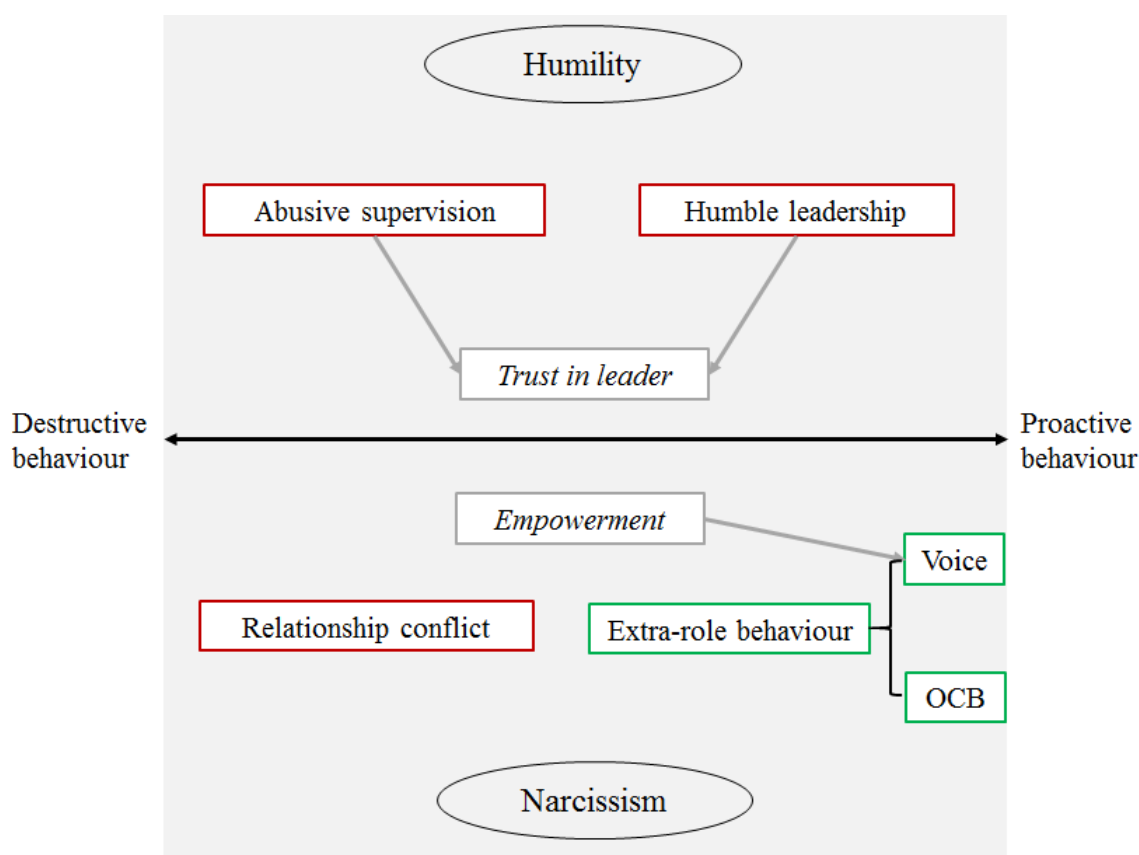 Humility
Abusive supervision
Humble leadership
Trust in leader
Destructive
behaviour
Proactive
behaviour
Empowerment
Voice
Relationship conflict
Extra-role behaviour
OCB
Narcissism